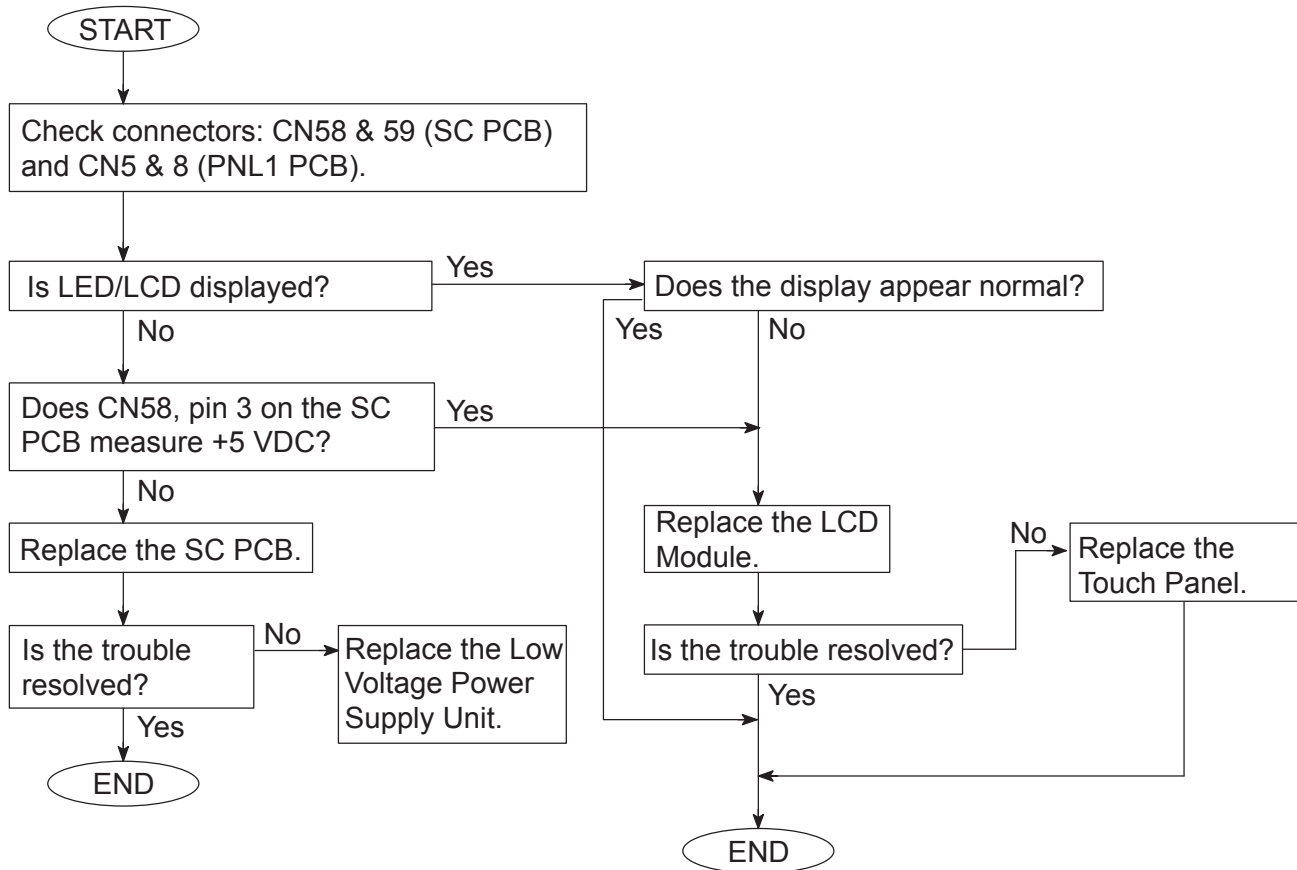 START
Check connectors: CN58 & 59 (SC PCB)
and CN5 & 8 (PNL1 PCB).
Is LED/LCD displayed?
Yes
No
Does the display appear normal?
Yes
No
Does CN58, pin 3 on the SC
PCB measure +5 VDC?
Yes
No
Replace the SC PCB.
Is the trouble
resolved?
No
Yes
Replace the Low
Voltage Power
Supply Unit.
END
Replace the LCD
Module.
Is the trouble resolved?
No
Yes
Replace the
Touch Panel.
END